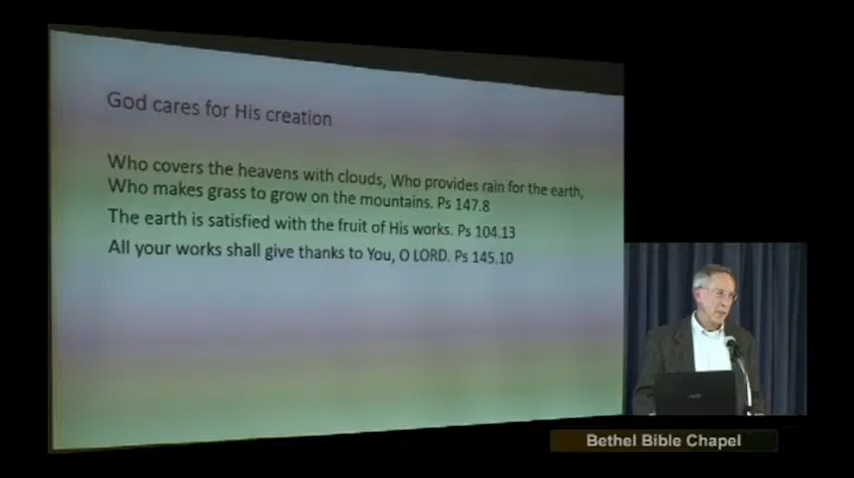 God cares for His creation
Who covers the heavens with clouds, Who provides rain for the earth,
Who makes grass to grow on the mountains. Ps 147.8
The earth is satisfied with the fruit of His works. Ps 104.13
All your works shall give thanks to You, O LORD. Ps 145.10
Bethel Bible Chapel